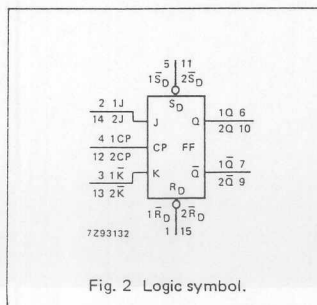 5 11
1S̅D 2S̅D
SD
2 1J
14 2J
J
Q
1Q 6
2Q 10
4 1CP
12 2CP
CP FF
3 1K̅
13 2K̅
K
Q̅
1Q̅ 7
2Q̅ 9
RD
1R̅D 2R̅D
1 15
7Z93132
Fig. 2 Logic symbol.